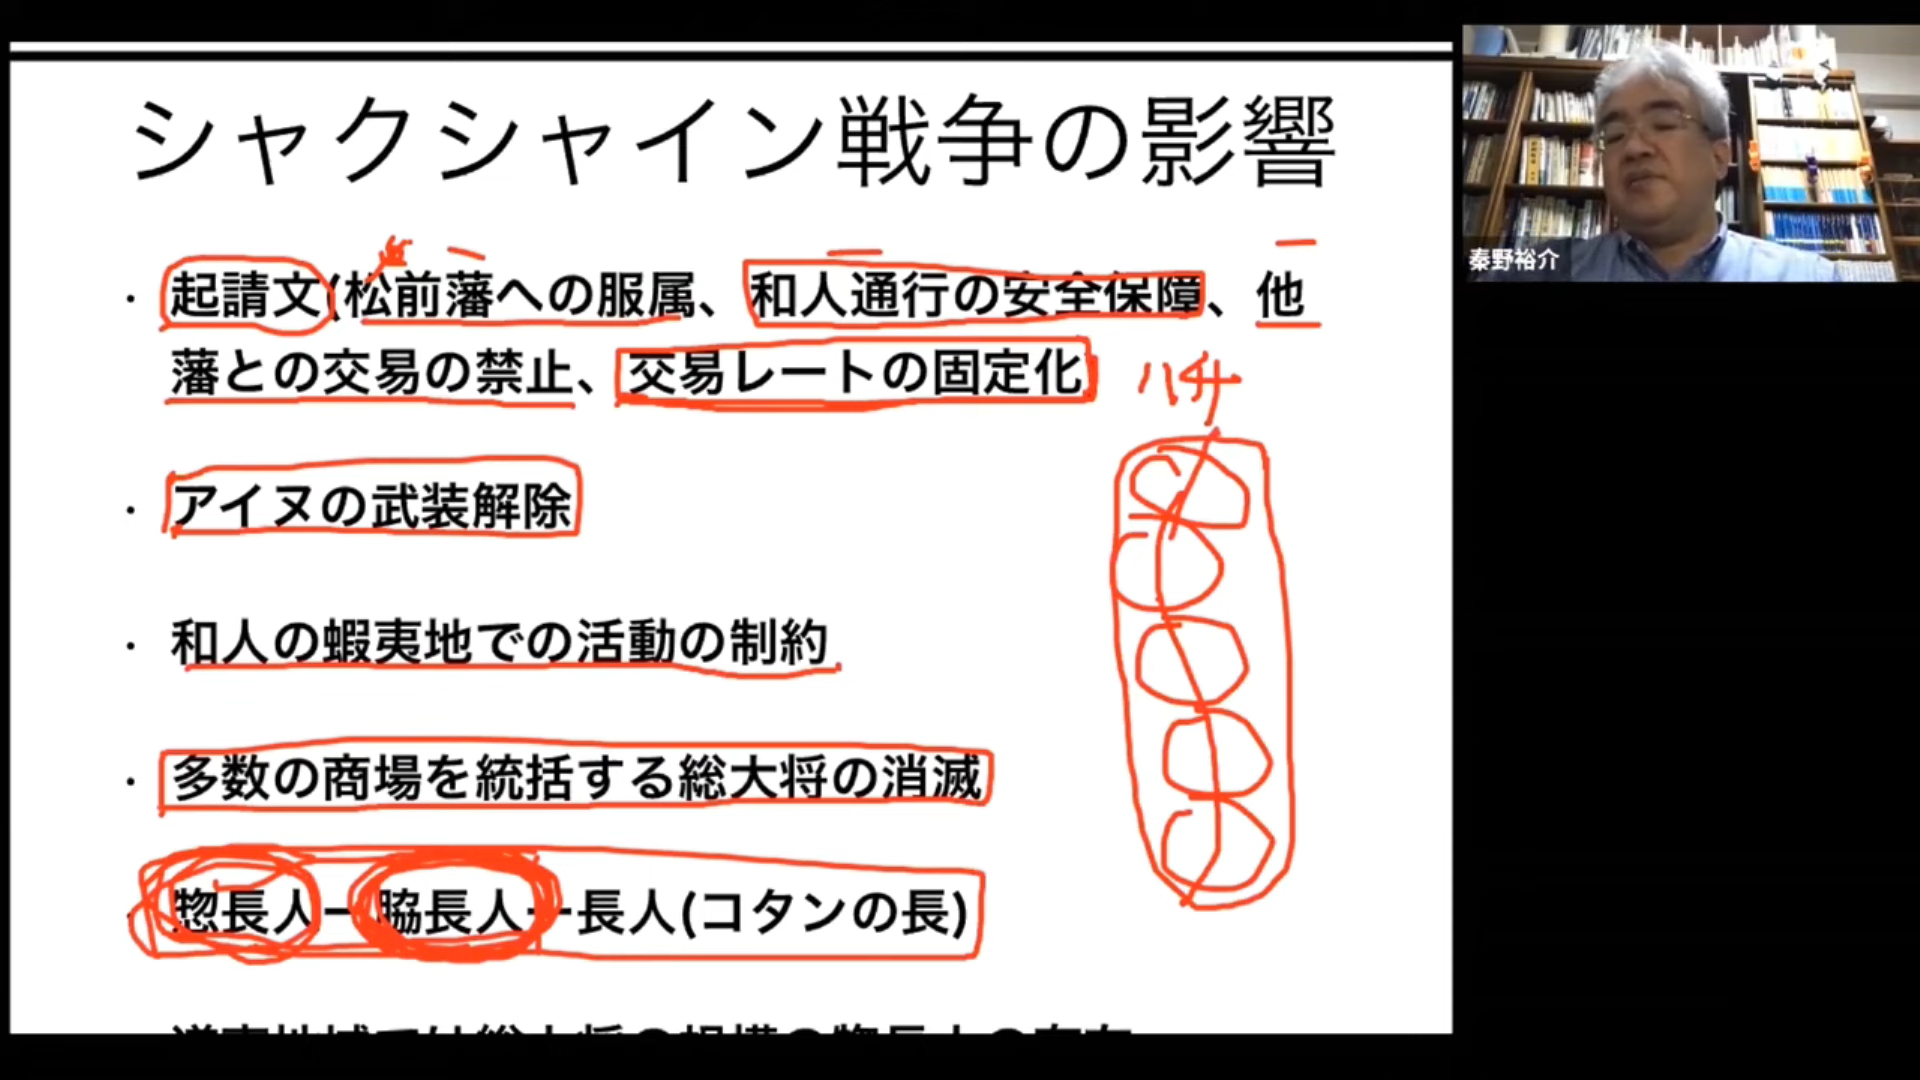 シャクシャイン戦争の影響
・起請文(松前藩への服属、和人通行の安全保障、他
藩との交易の禁止、交易レートの固定化)
・アイヌの武装解除
・和人の蝦夷地での活動の制約
・多数の商場を統括する総大将の消滅
・惣長人ー脇長人ー長人(コタンの長)
ハチ
秦野裕介